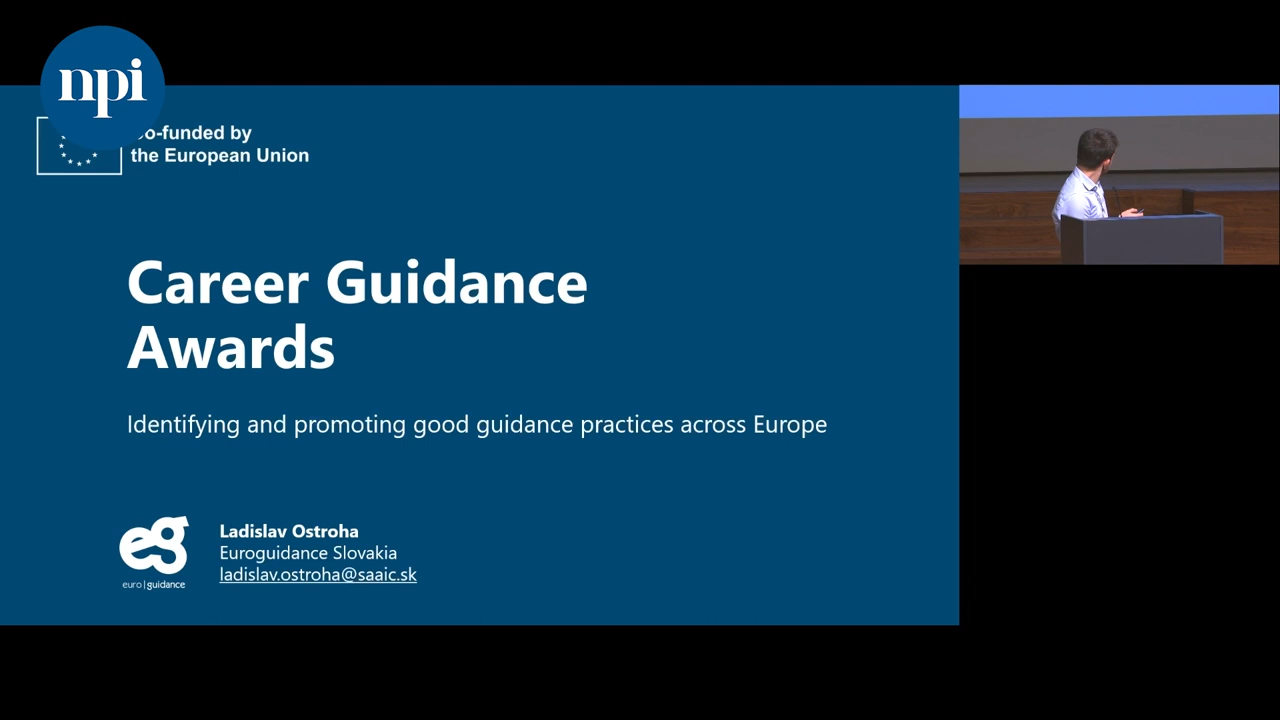 npi
o-funded by
the European Union
Career Guidance
Awards
Identifying and promoting good guidance practices across Europe
eg
euro|guidance
Ladislav Ostroha
Euroguidance Slovakia
ladislav.ostroha@saaic.sk